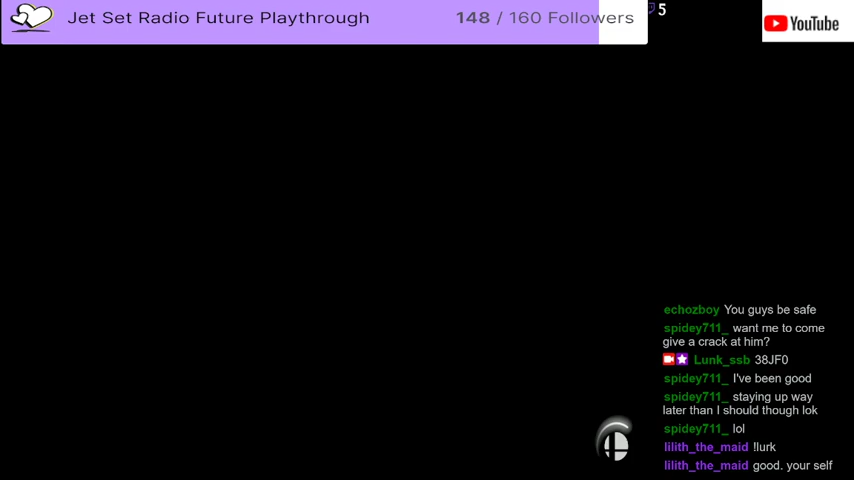 Jet Set Radio Future Playthrough 148 / 160 Followers
5
YouTube
echozboy You guys be safe
spidey711_ want me to come
give a crack at him?
Lunk_ssb 38JF0
spidey711_ I've been good
spidey711_ staying up way
later than I should though lok
spidey711_ lol
lilith_the_maid !lurk
lilith_the_maid good. your self